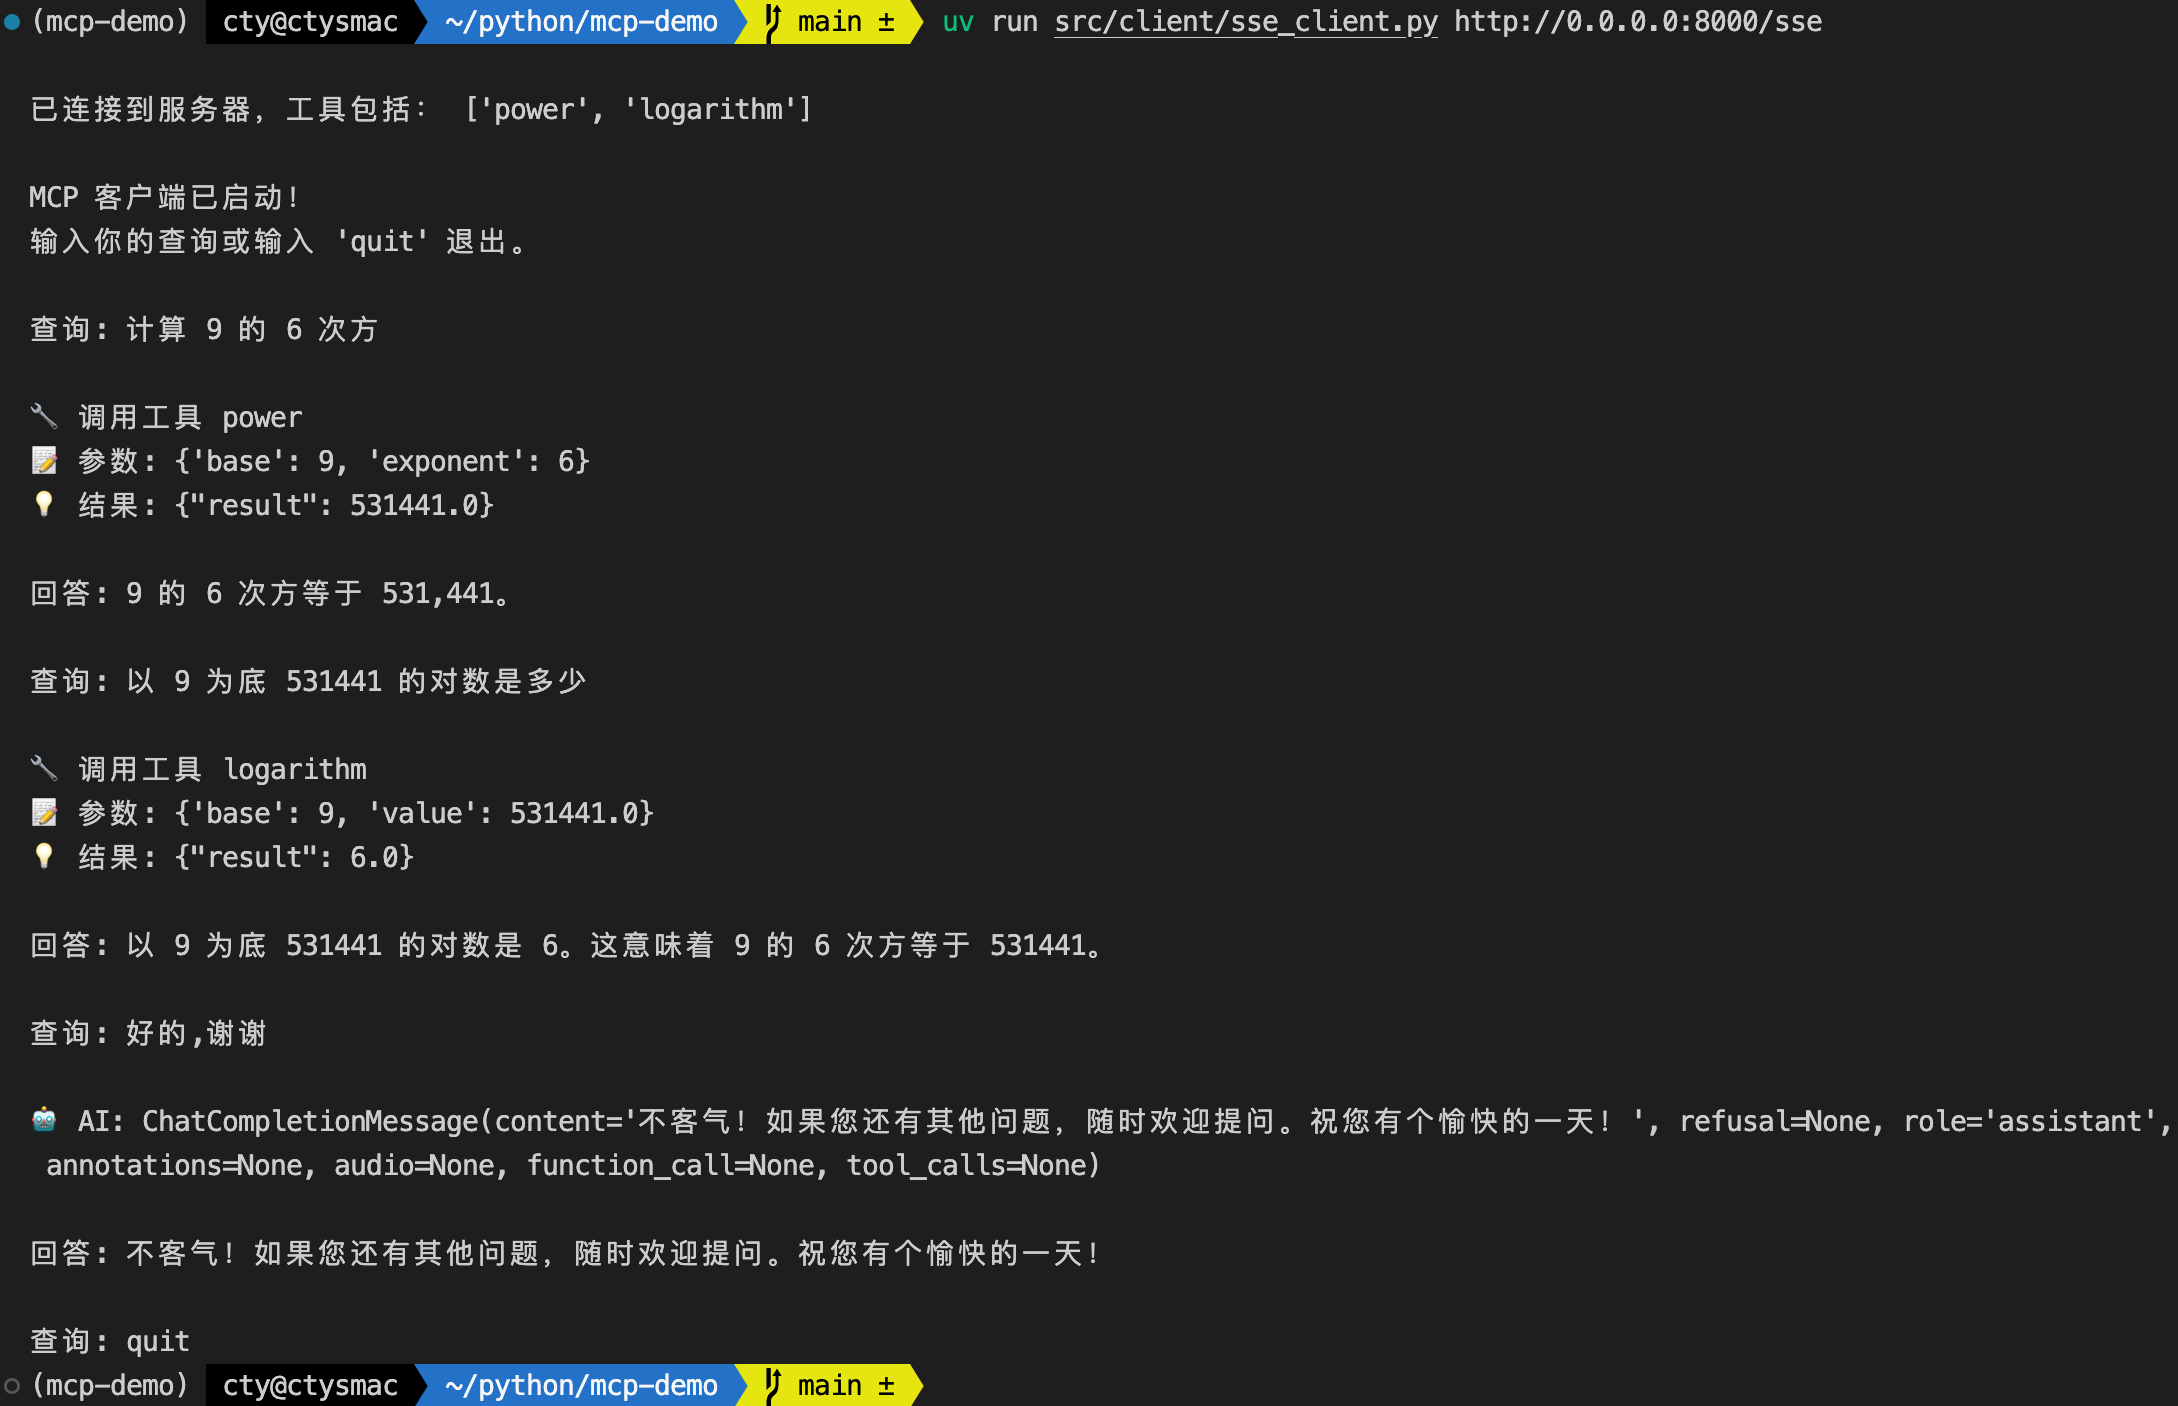 (mcp-demo) cty@ctysmac ~/python/mcp-demo main ± uv run src/client/sse_client.py http://0.0.0.0:8000/sse
已连接到服务器，工具包括： ['power', 'logarithm']
MCP 客户端已启动！
输入你的查询或输入 'quit' 退出。
查询: 计算 9 的 6 次方
🔧 调用工具 power
📝 参数: {'base': 9, 'exponent': 6}
💡 结果: {"result": 531441.0}
回答: 9 的 6 次方等于 531,441。
查询: 以 9 为底 531441 的对数是多少
🔧 调用工具 logarithm
📝 参数: {'base': 9, 'value': 531441.0}
💡 结果: {"result": 6.0}
回答: 以 9 为底 531441 的对数是 6。这意味着 9 的 6 次方等于 531441。
查询: 好的,谢谢
🤖 AI: ChatCompletionMessage(content='不客气！如果您还有其他问题，随时欢迎提问。祝您有个愉快的一天！', refusal=None, role='assistant',
annotations=None, audio=None, function_call=None, tool_calls=None)
回答: 不客气！如果您还有其他问题，随时欢迎提问。祝您有个愉快的一天！
查询: quit
(mcp-demo) cty@ctysmac ~/python/mcp-demo main ±